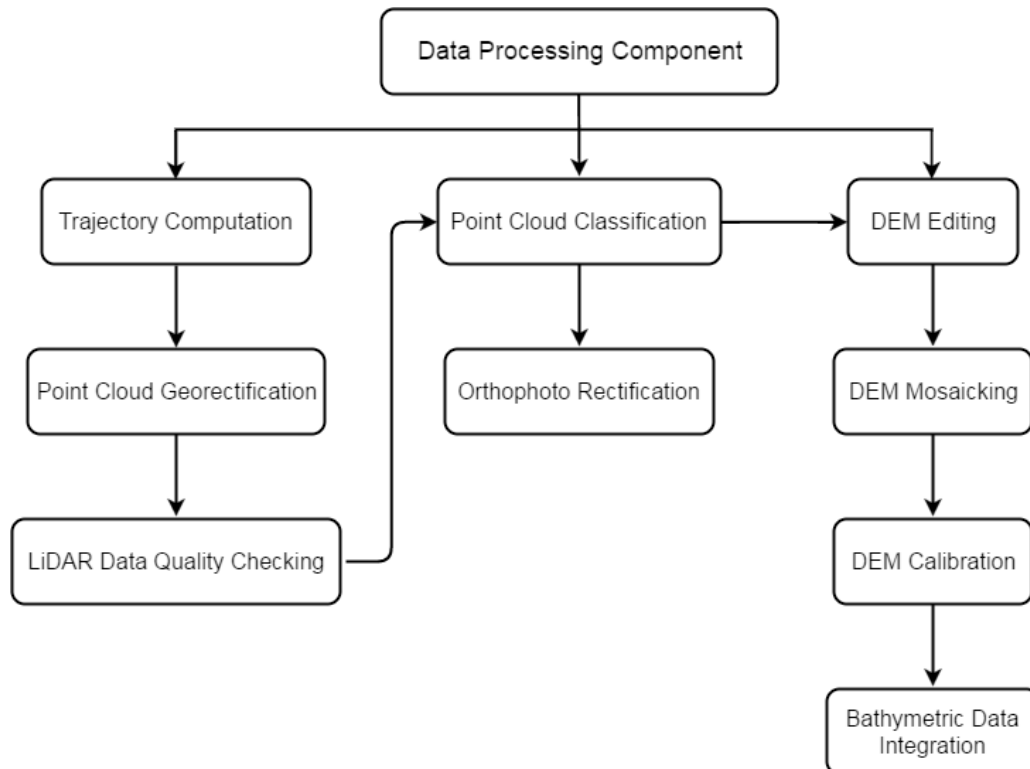 Data Processing Component
Trajectory Computation
Point Cloud Classification
DEM Editing
Point Cloud Georectification
Orthophoto Rectification
DEM Mosaicking
LiDAR Data Quality Checking
DEM Calibration
Bathymetric Data
Integration